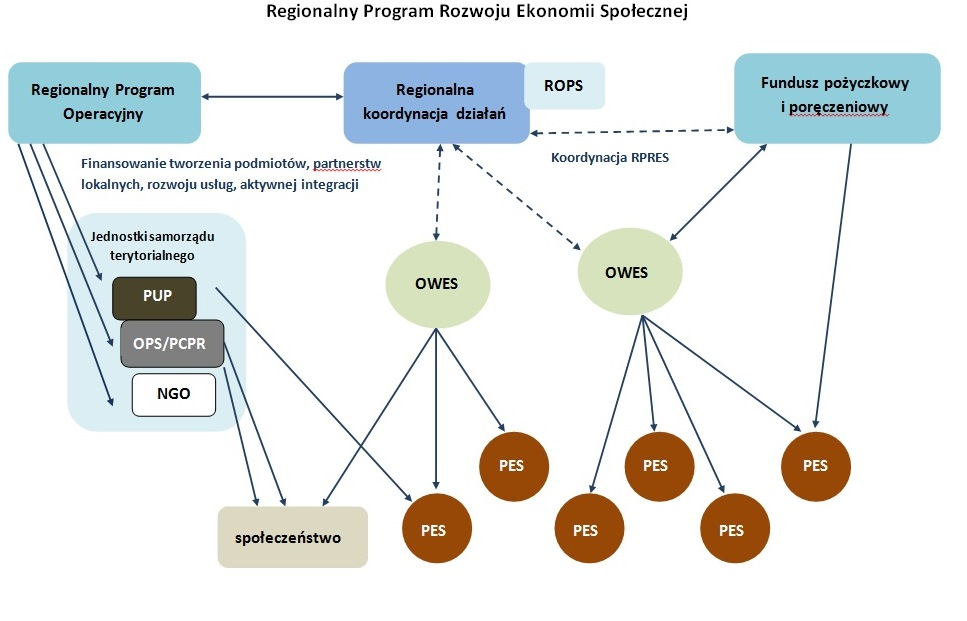 Regionalny Program Rozwoju Ekonomii Społecznej
Regionalny Program
Operacyjny
Regionalna
koordynacja działań
ROPS
Fundusz pożyczkowy
i poręczeniowy
Koordynacja RPRES
Finansowanie tworzenia podmiotów, partnerstw
lokalnych, rozwoju usług, aktywnej integracji
Jednostki samorządu
terytorialnego
PUP
OPS/PCPR
NGO
OWES
OWES
PES
PES
PES
społeczeństwo
PES
PES
PES